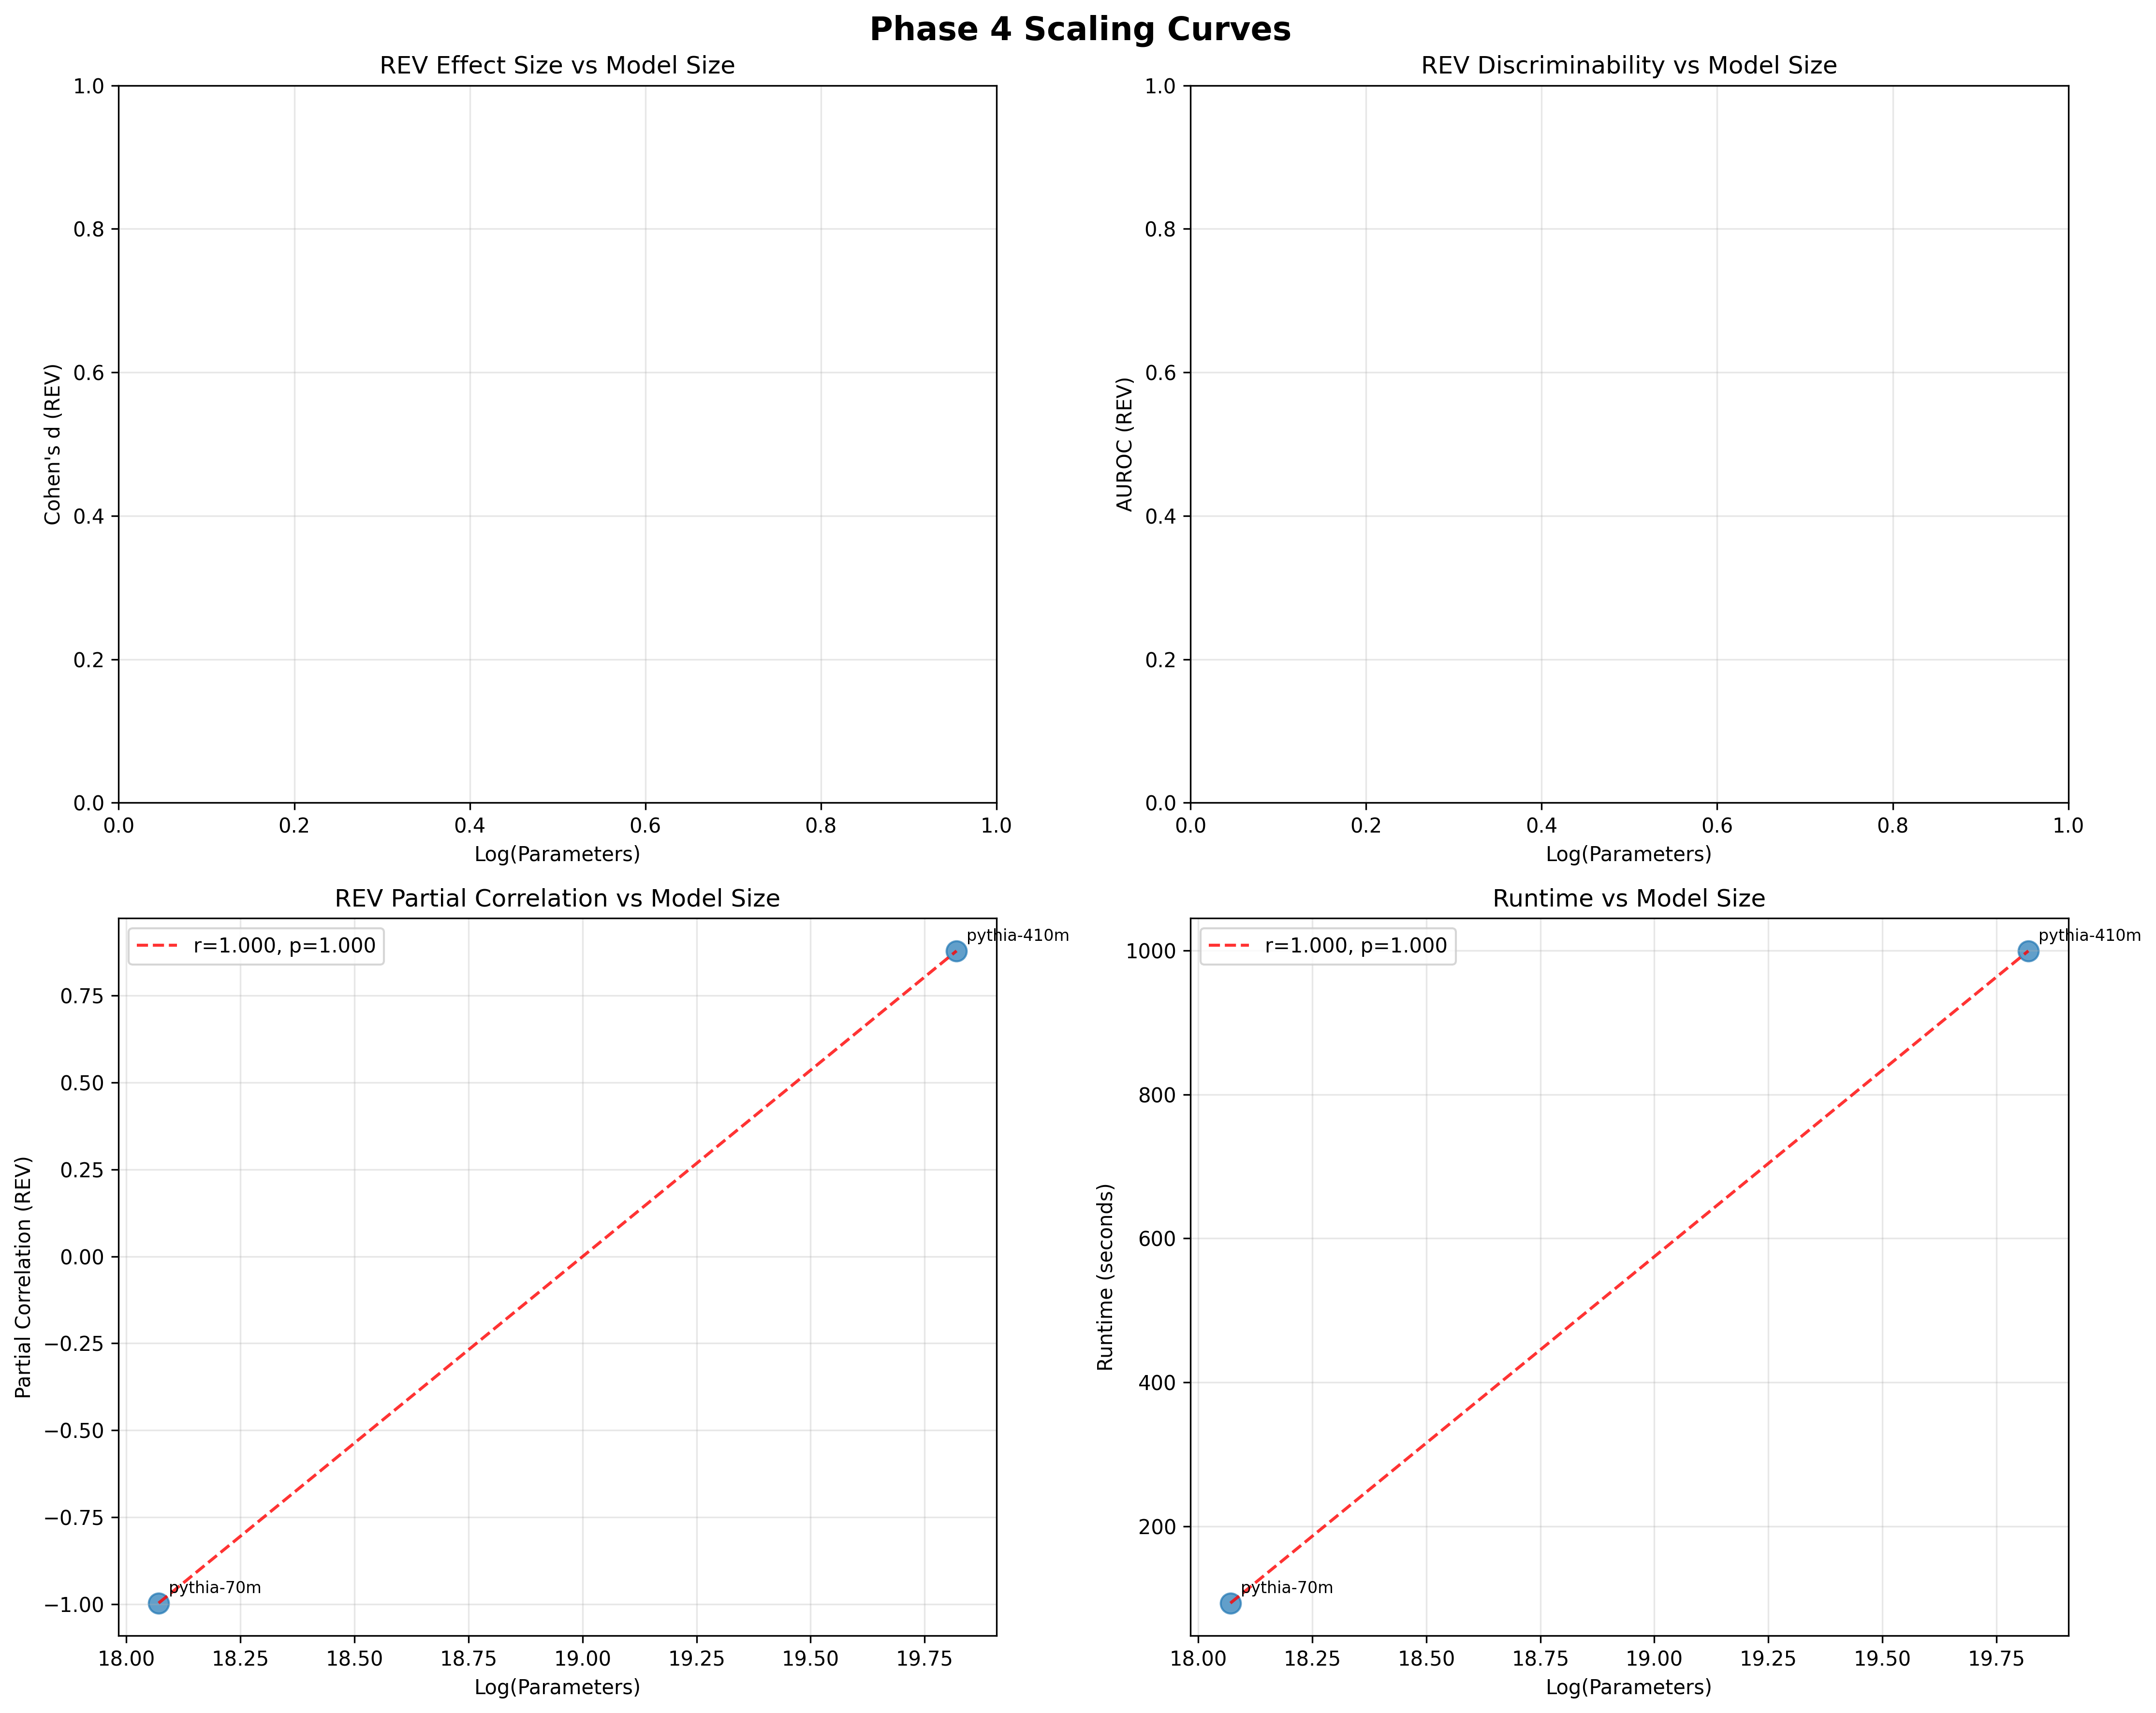 Phase 4 Scaling Curves
REV Effect Size vs Model Size
1.0
0.8
0.6
0.4
0.2
0.0
Cohen's d (REV)
0.0 0.2 0.4 0.6 0.8 1.0
Log(Parameters)
REV Discriminability vs Model Size
1.0
0.8
0.6
0.4
0.2
0.0
AUROC (REV)
0.0 0.2 0.4 0.6 0.8 1.0
Log(Parameters)
REV Partial Correlation vs Model Size
r=1.000, p=1.000
pythia-410m
0.75
0.50
0.25
0.00
−0.25
−0.50
−0.75
−1.00
pythia-70m
Partial Correlation (REV)
18.00 18.25 18.50 18.75 19.00 19.25 19.50 19.75
Log(Parameters)
Runtime vs Model Size
r=1.000, p=1.000
pythia-410m
1000
800
600
400
200
pythia-70m
Runtime (seconds)
18.00 18.25 18.50 18.75 19.00 19.25 19.50 19.75
Log(Parameters)